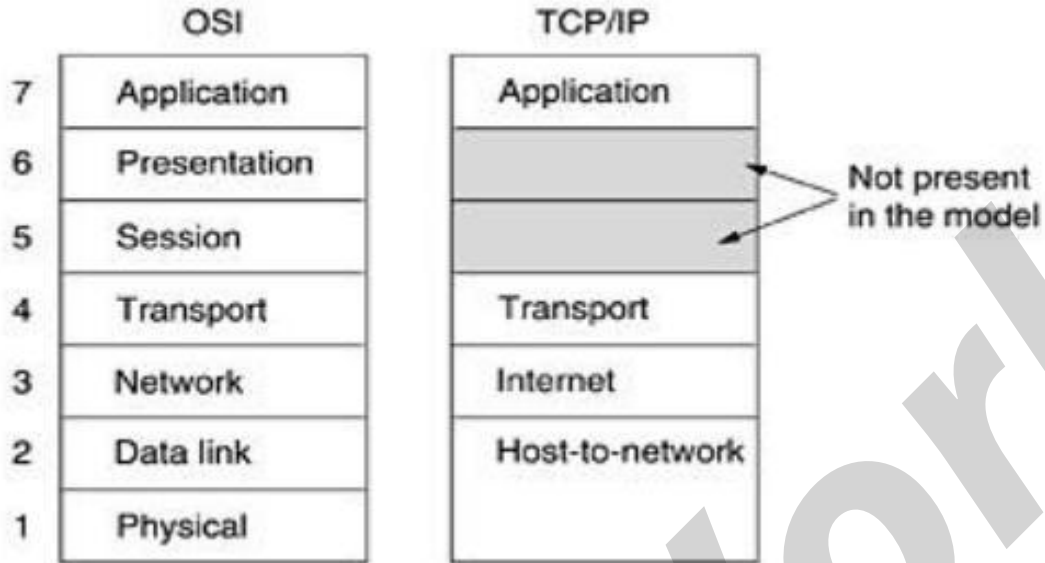 OSI
TCP/IP
7 Application Application
6 Presentation
Not present
in the model
5 Session
4 Transport Transport
3 Network Internet
2 Data link Host-to-network
1 Physical